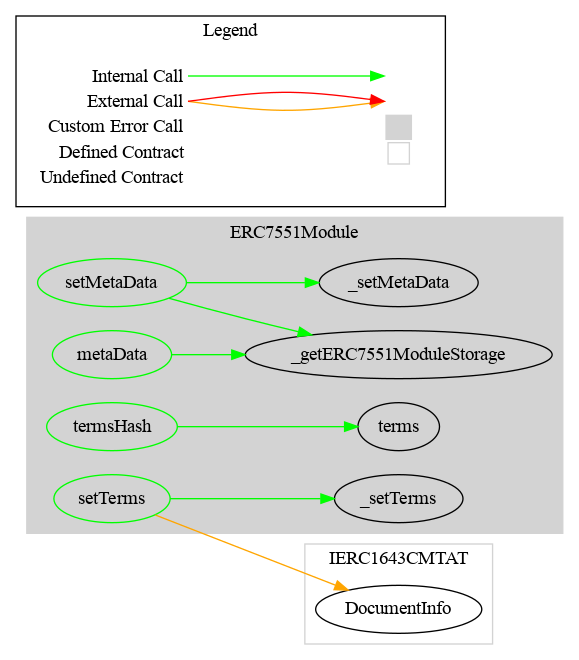 Legend
Internal Call
External Call
Custom Error Call
Defined Contract
Undefined Contract
ERC7551Module
setMetaData
_setMetaData
metaData
_getERC7551ModuleStorage
termsHash
terms
setTerms
_setTerms
IERC1643CMTAT
DocumentInfo